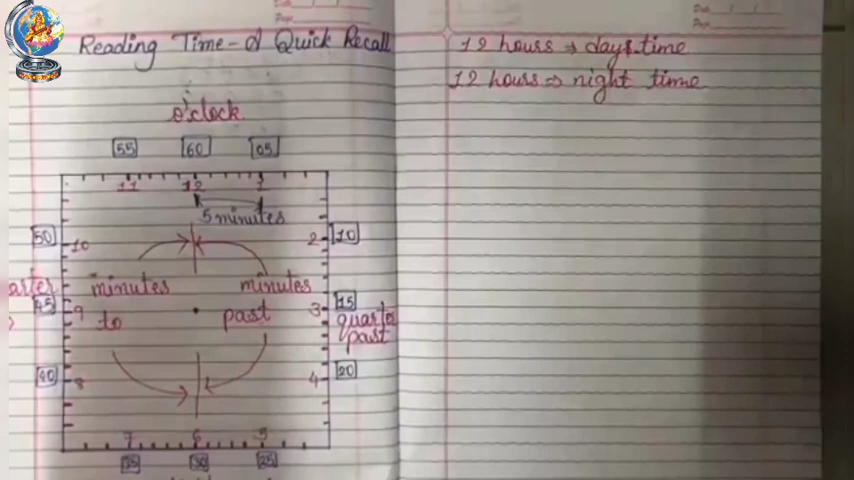 Reading Time - A Quick Recall
o'clock
55 60 05
11 12 1
5 minutes
50 10 2 10
minutes minutes
to past
45 9 3 15
quarter
past
40 8 4 20
7 6 5
35 30 25
12 hours ⇒ day time
12 hours ⇒ night time